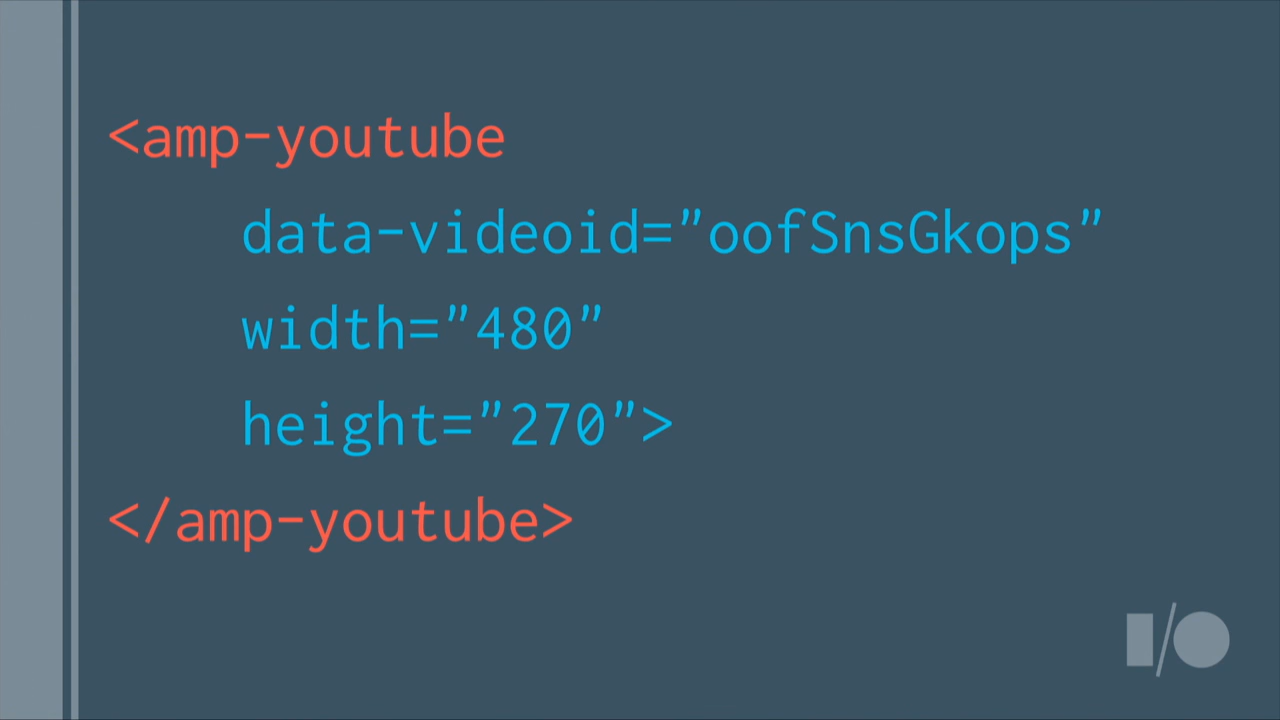 <amp-youtube
data-videoid="oofSnsGkops"
width="480"
height="270">
</amp-youtube>
I/O